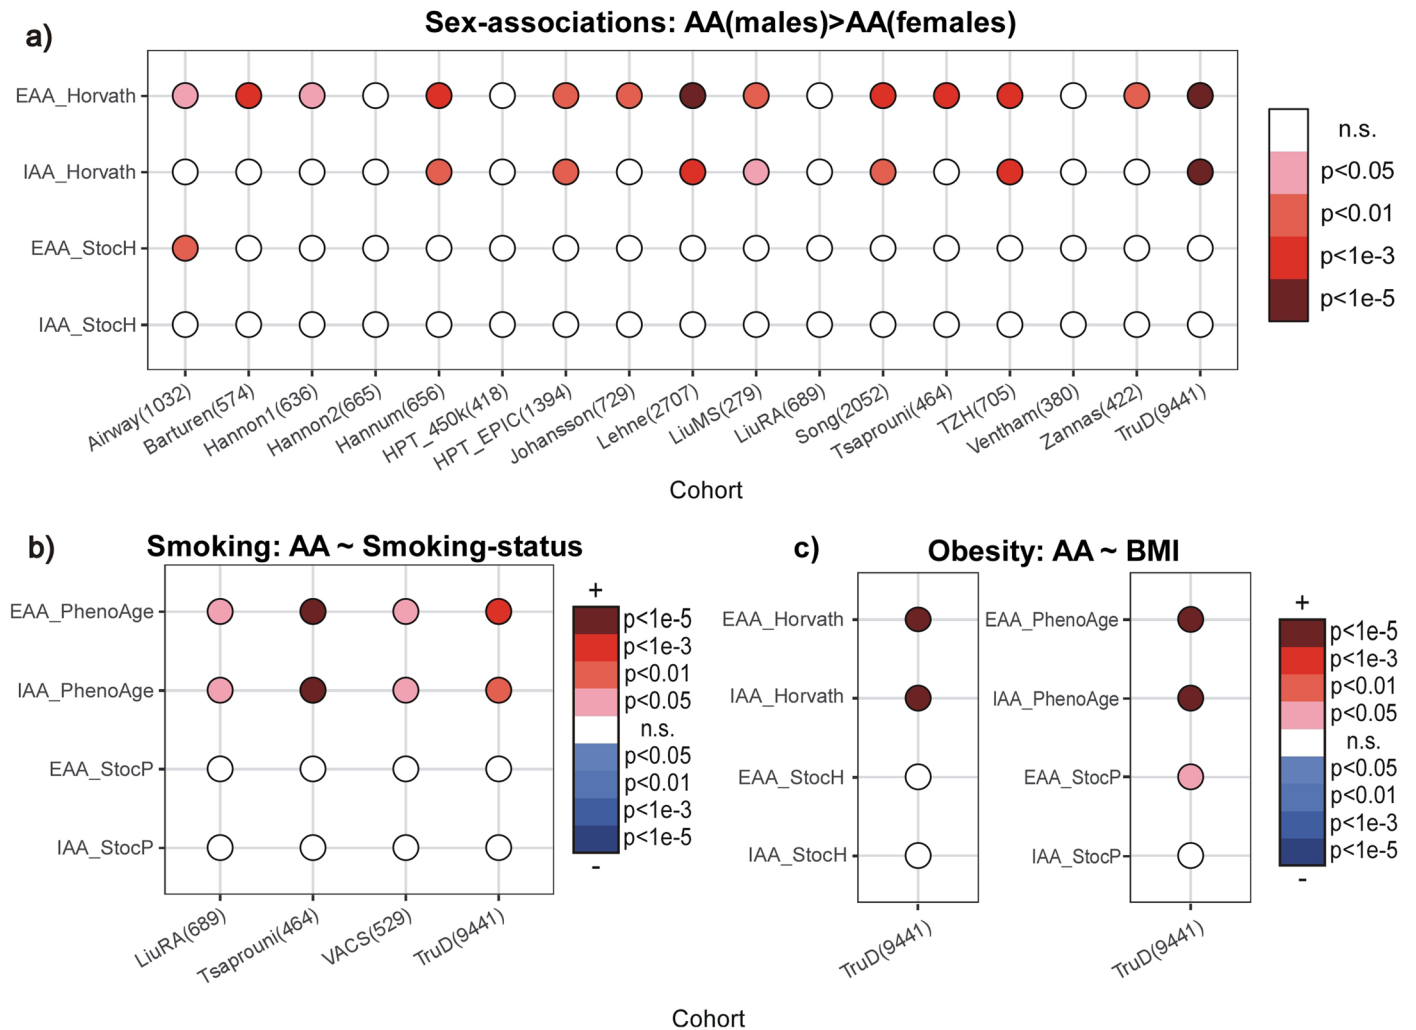 a)
Sex-associations: AA(males)>AA(females)
EAA_Horvath
IAA_Horvath
EAA_StocH
IAA_StocH
n.s.
p<0.05
p<0.01
p<1e-3
p<1e-5
Airway(1032)
Barturen(574)
Hannon1(636)
Hannon2(665)
Hannum(656)
HPT_450k(418)
HPT_EPIC(1394)
Johansson(729)
Lehne(2707)
LiuMS(279)
LiuRA(689)
Song(2052)
Tsaprouni(464)
TZH(705)
Ventham(380)
Zannas(422)
TruD(9441)
Cohort
b)
Smoking: AA ~ Smoking-status
EAA_PhenoAge
IAA_PhenoAge
EAA_StocP
IAA_StocP
+
p<1e-5
p<1e-3
p<0.01
p<0.05
n.s.
p<0.05
p<0.01
p<1e-3
p<1e-5
-
LiuRA(689)
Tsaprouni(464)
VACS(529)
TruD(9441)
c)
Obesity: AA ~ BMI
EAA_Horvath
IAA_Horvath
EAA_StocH
IAA_StocH
TruD(9441)
EAA_PhenoAge
IAA_PhenoAge
EAA_StocP
IAA_StocP
TruD(9441)
+
p<1e-5
p<1e-3
p<0.01
p<0.05
n.s.
p<0.05
p<0.01
p<1e-3
p<1e-5
-
Cohort